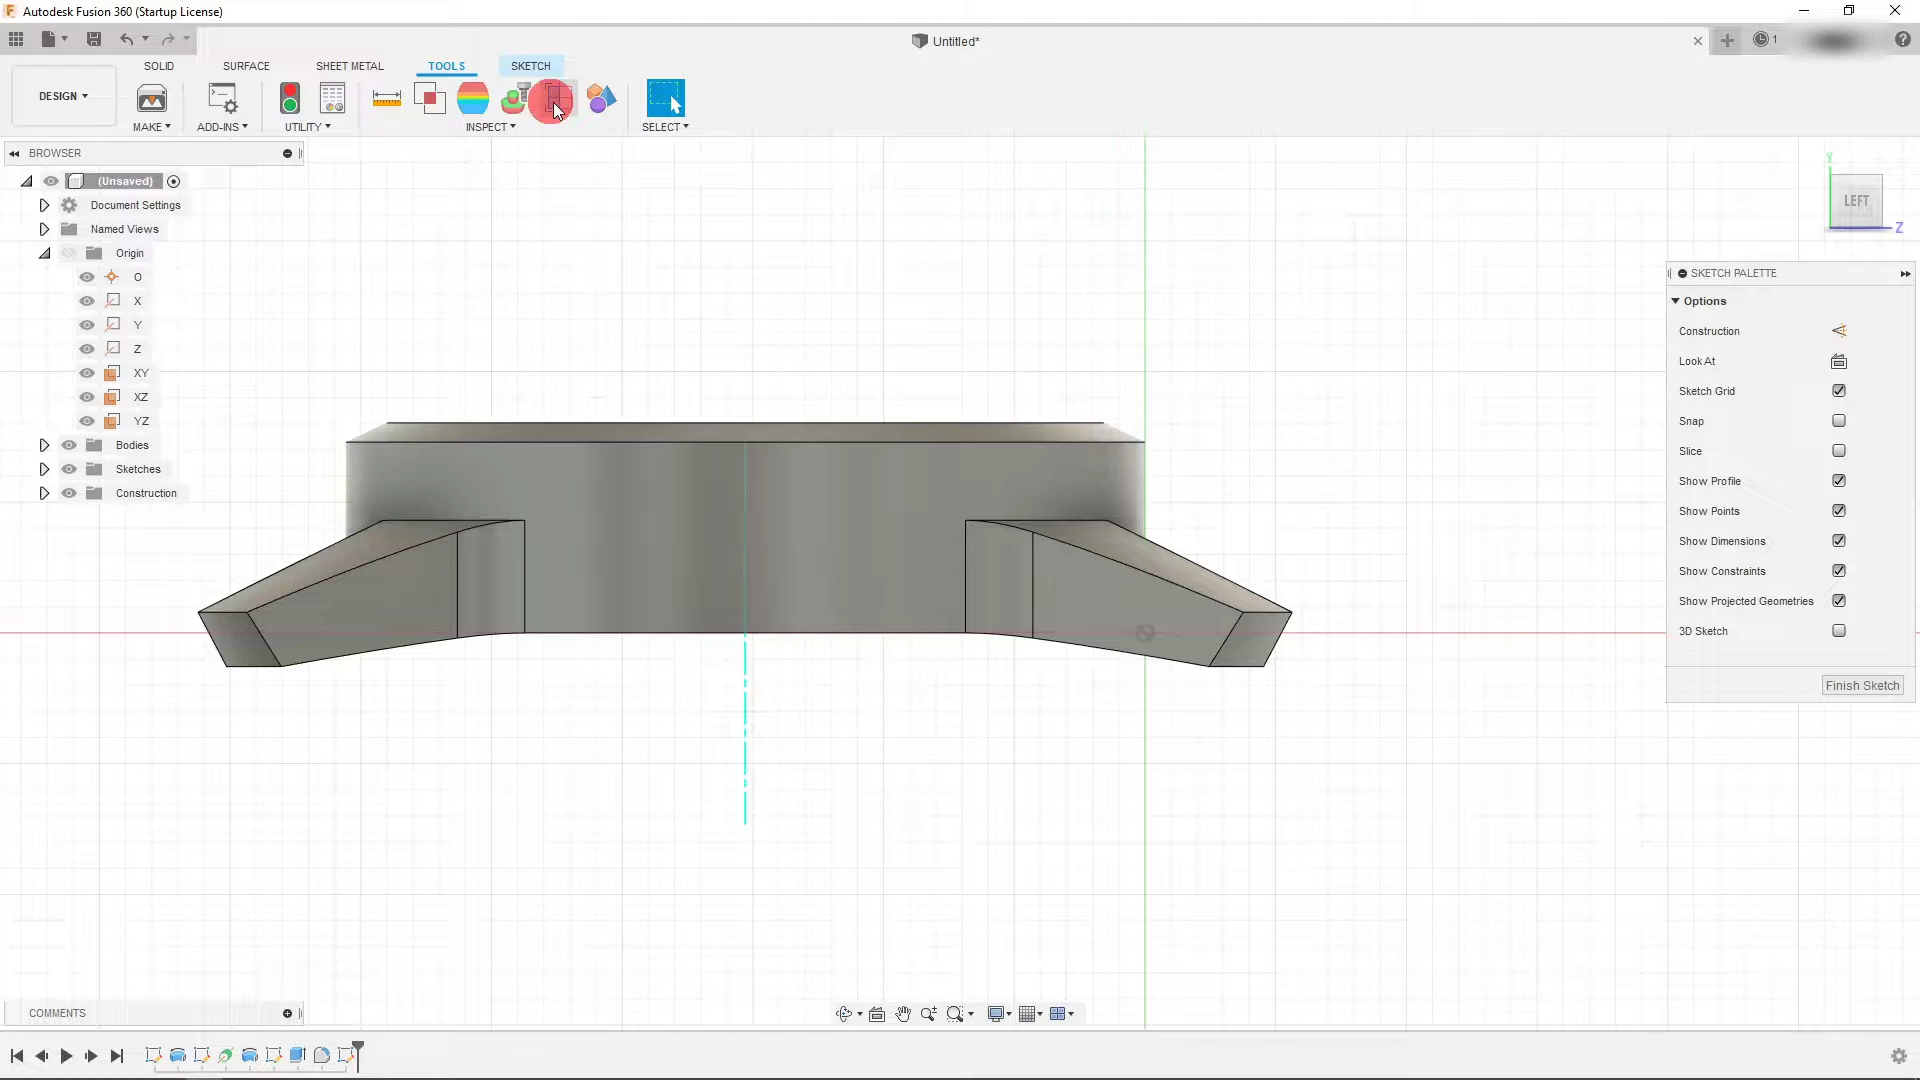 Autodesk Fusion 360 (Startup License)
Untitled*
1
SOLID SURFACE SHEET METAL TOOLS SKETCH
DESIGN
MAKE ADD-INS UTILITY INSPECT SELECT
BROWSER
(Unsaved)
Document Settings
Named Views
Origin
O
X
Y
Z
XY
XZ
YZ
Bodies
Sketches
Construction
Y
LEFT
Z
SKETCH PALETTE
Options
Construction
Look At
Sketch Grid
Snap
Slice
Show Profile
Show Points
Show Dimensions
Show Constraints
Show Projected Geometries
3D Sketch
Finish Sketch
COMMENTS